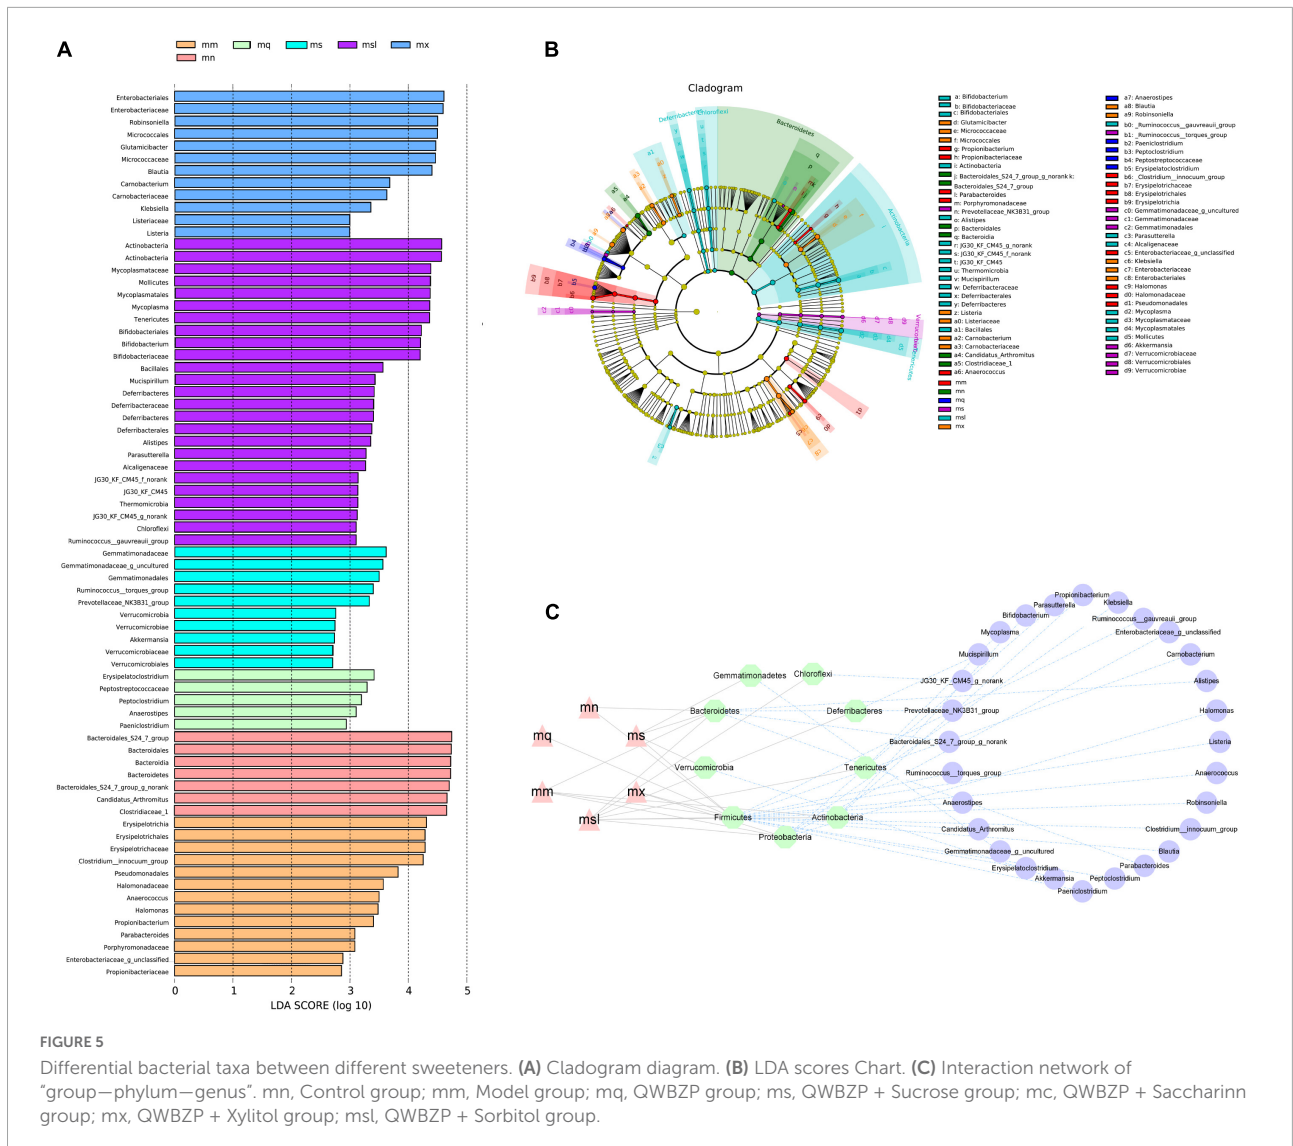 A
mm
mq
ms
msl
mx
mn
Enterobacteriales
Enterobacteriaceae
Robinsoniella
Micrococcales
Glutamicibacter
Micrococcaceae
Blautia
Carnobacterium
Carnobacteriaceae
Klebsiella
Listeriaceae
Listeria
Actinobacteria
Actinobacteria
Mycoplasmataceae
Mollicutes
Mycoplasmatales
Mycoplasma
Tenericutes
Bifidobacteriales
Bifidobacterium
Bifidobacteriaceae
Bacillales
Mucispirillum
Deferribacteres
Deferribacteraceae
Deferribacteres
Deferribacterales
Alistipes
Parasutterella
Alcaligenaceae
JG30_KF_CM45_f_norank
JG30_KF_CM45
Thermomicrobia
JG30_KF_CM45_g_norank
Chloroflexi
Ruminococcus__gauvreauii_group
Gemmatimonadaceae
Gemmatimonadaceae_g_uncultured
Gemmatimonadales
Ruminococcus__torques_group
Prevotellaceae_NK3B31_group
Verrucomicrobia
Verrucomicrobiae
Akkermansia
Verrucomicrobiaceae
Verrucomicrobiales
Erysipelatoclostridium
Peptostreptococcaceae
Peptoclostridium
Anaerostipes
Paeniclostridium
Bacteroidales_S24_7_group
Bacteroidales
Bacteroidia
Bacteroidetes
Bacteroidales_S24_7_group_g_norank
Candidatus_Arthromitus
Clostridiaceae_1
Erysipelotrichia
Erysipelotrichales
Erysipelotrichaceae
Clostridium__innocuum_group
Pseudomonadales
Halomonadaceae
Anaerococcus
Halomonas
Propionibacterium
Parabacteroides
Porphyromonadaceae
Enterobacteriaceae_g_unclassified
Propionibacteriaceae
0 1 2 3 4 5
LDA SCORE (log 10)
B
Cladogram
Deferribacteres
Chloroflexi
Bacteroidetes
Actinobacteria
Verrucomicrobia
Tenericutes
a: Bifidobacterium
b: Bifidobacteriaceae
c: Bifidobacteriales
d: Glutamicibacter
e: Micrococcaceae
f: Micrococcales
g: Propionibacterium
h: Propionibacteriaceae
i: Actinobacteria
j: Bacteroidales_S24_7_group_g_norank k:
Bacteroidales_S24_7_group
l: Parabacteroides
m: Porphyromonadaceae
n: Prevotellaceae_NK3B31_group
o: Alistipes
p: Bacteroidales
q: Bacteroidia
r: JG30_KF_CM45_g_norank
s: JG30_KF_CM45_f_norank
t: JG30_KF_CM45
u: Thermomicrobia
v: Mucispirillum
w: Deferribacteraceae
x: Deferribacterales
y: Deferribacteres
z: Listeria
a0: Listeriaceae
a1: Bacillales
a2: Carnobacterium
a3: Carnobacteriaceae
a4: Candidatus_Arthromitus
a5: Clostridiaceae_1
a6: Anaerococcus
mm
mn
mq
ms
msl
mx
a7: Anaerostipes
a8: Blautia
a9: Robinsoniella
b0: _Ruminococcus__gauvreauii_group
b1: _Ruminococcus__torques_group
b2: Paeniclostridium
b3: Peptoclostridium
b4: Peptostreptococcaceae
b5: Erysipelatoclostridium
b6: _Clostridium__innocuum_group
b7: Erysipelotrichaceae
b8: Erysipelotrichales
b9: Erysipelotrichia
c0: Gemmatimonadaceae_g_uncultured
c1: Gemmatimonadaceae
c2: Gemmatimonadales
c3: Parasutterella
c4: Alcaligenaceae
c5: Enterobacteriaceae_g_unclassified
c6: Klebsiella
c7: Enterobacteriaceae
c8: Enterobacteriales
c9: Halomonas
d0: Halomonadaceae
d1: Pseudomonadales
d2: Mycoplasma
d3: Mycoplasmataceae
d4: Mycoplasmatales
d5: Mollicutes
d6: Akkermansia
d7: Verrucomicrobiaceae
d8: Verrucomicrobiales
d9: Verrucomicrobiae
C
mn
mq
ms
mm
mx
msl
Gemmatimonadetes
Chloroflexi
Bacteroidetes
Deferribacteres
Verrucomicrobia
Tenericutes
Firmicutes
Actinobacteria
Proteobacteria
Propionibacterium
Parasutterella
Klebsiella
Bifidobacterium
Ruminococcus__gauvreauii_group
Mycoplasma
Enterobacteriaceae_g_unclassified
Mucispirillum
Carnobacterium
JG30_KF_CM45_g_norank
Alistipes
Prevotellaceae_NK3B31_group
Halomonas
Bacteroidales_S24_7_group_g_norank
Listeria
Ruminococcus__torques_group
Anaerococcus
Anaerostipes
Robinsoniella
Candidatus_Arthromitus
Clostridium__innocuum_group
Gemmatimonadaceae_g_uncultured
Blautia
Erysipelatoclostridium
Parabacteroides
Akkermansia
Peptoclostridium
Paeniclostridium
FIGURE 5
Differential bacterial taxa between different sweeteners. (A) Cladogram diagram. (B) LDA scores Chart. (C) Interaction network of
“group—phylum—genus”. mn, Control group; mm, Model group; mq, QWBZP group; ms, QWBZP + Sucrose group; mc, QWBZP + Saccharinn
group; mx, QWBZP + Xylitol group; msl, QWBZP + Sorbitol group.